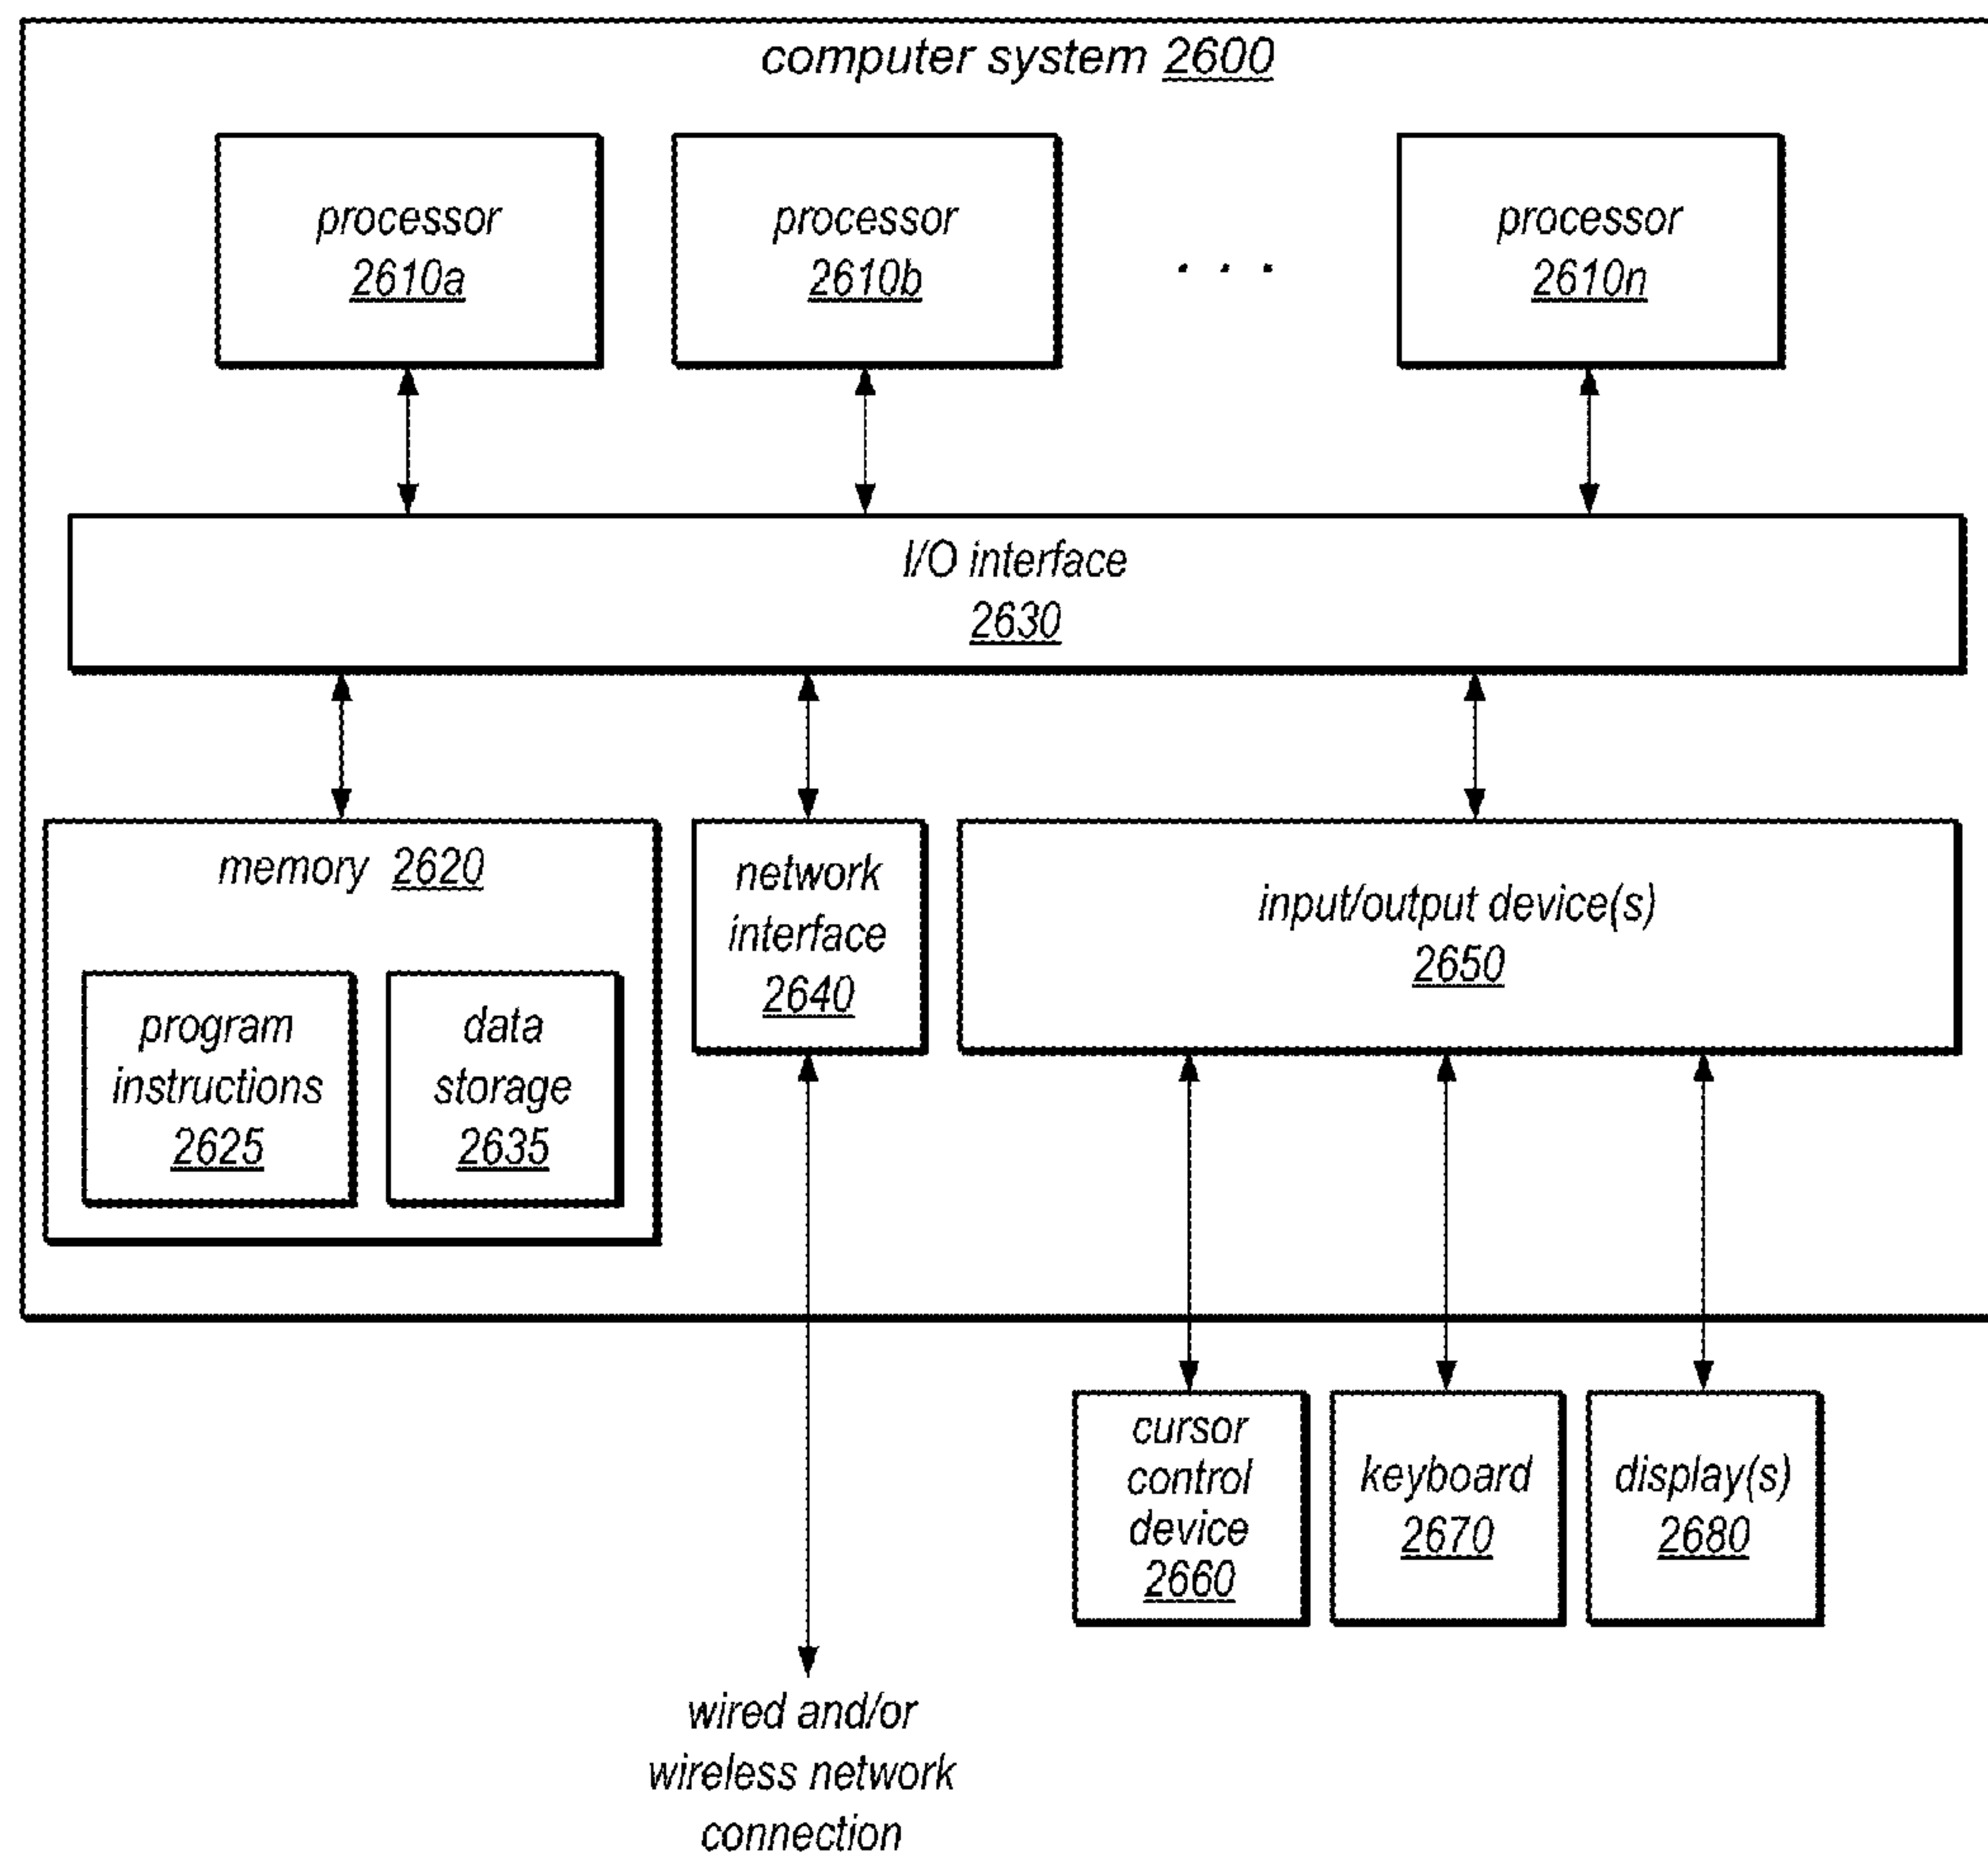 computer system 2600
processor
2610a
processor
2610b
. . .
processor
2610n
I/O interface
2630
memory 2620
program
instructions
2625
data
storage
2635
network
interface
2640
input/output device(s)
2650
cursor
control
device
2660
keyboard
2670
display(s)
2680
wired and/or
wireless network
connection